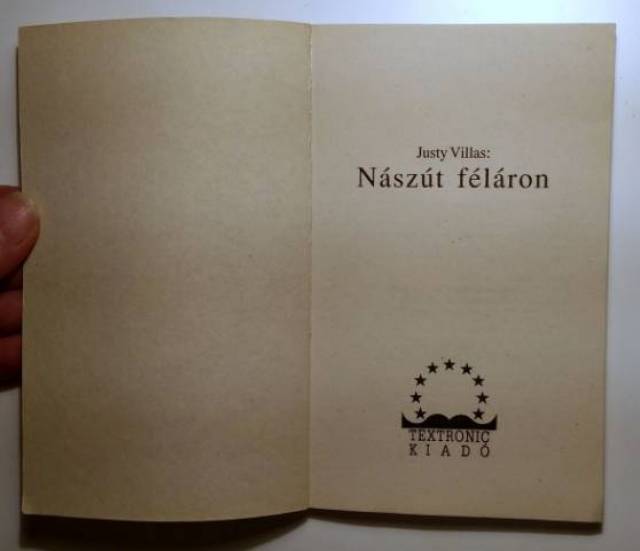 Justy Villas:
Nászút féláron
TEXTRONIC
KIADÓ